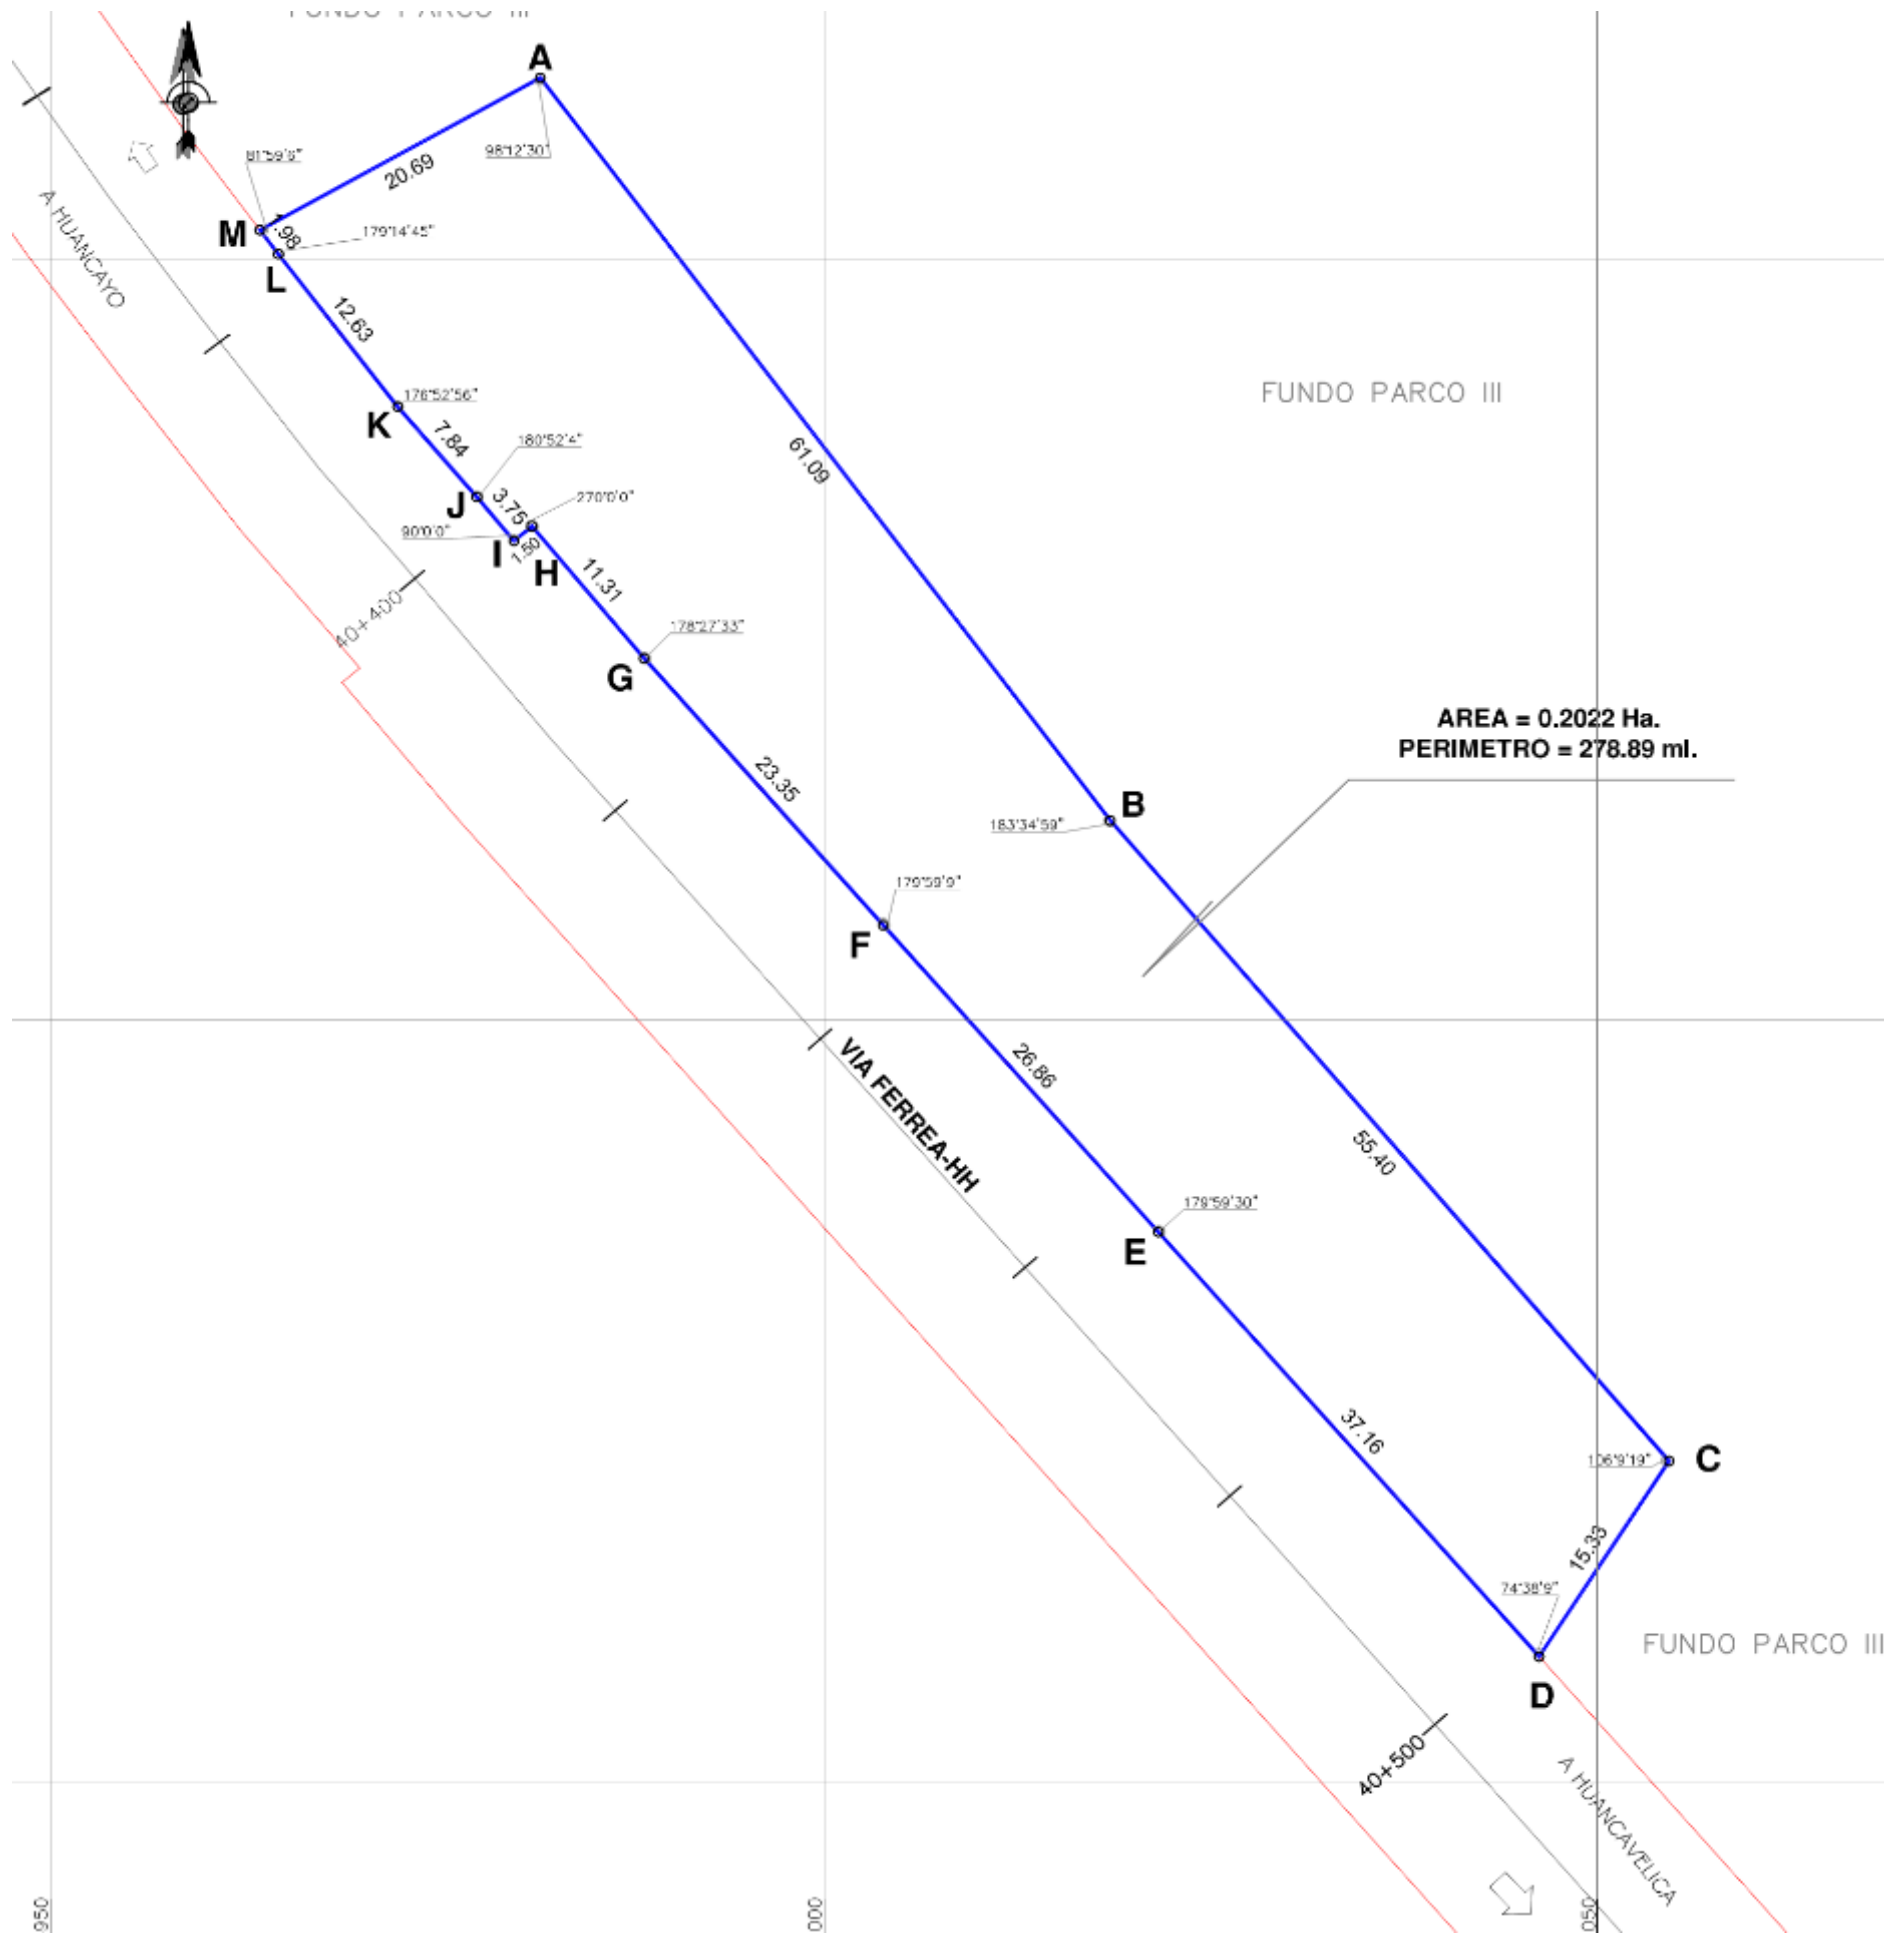 FUNDO PARCO III
A
98°12'30"
81°59'6"
20.69
A HUANCAYO
M
1.98
179°14'45"
L
12.63
176°52'56"
K
7.84
180°52'4"
FUNDO PARCO III
61.09
J
3.75
270°0'0"
90°0'0"
I
1.50
H
11.31
40+400
178°27'33"
G
AREA = 0.2022 Ha.
PERIMETRO = 278.89 ml.
23.35
B
183°34'59"
179°59'9"
F
26.86
VIA FERREA-HH
55.40
179°59'30"
E
37.16
106°9'19"
C
15.33
74°38'9"
FUNDO PARCO III
D
40+500
A HUANCAVELICA
950
000
050